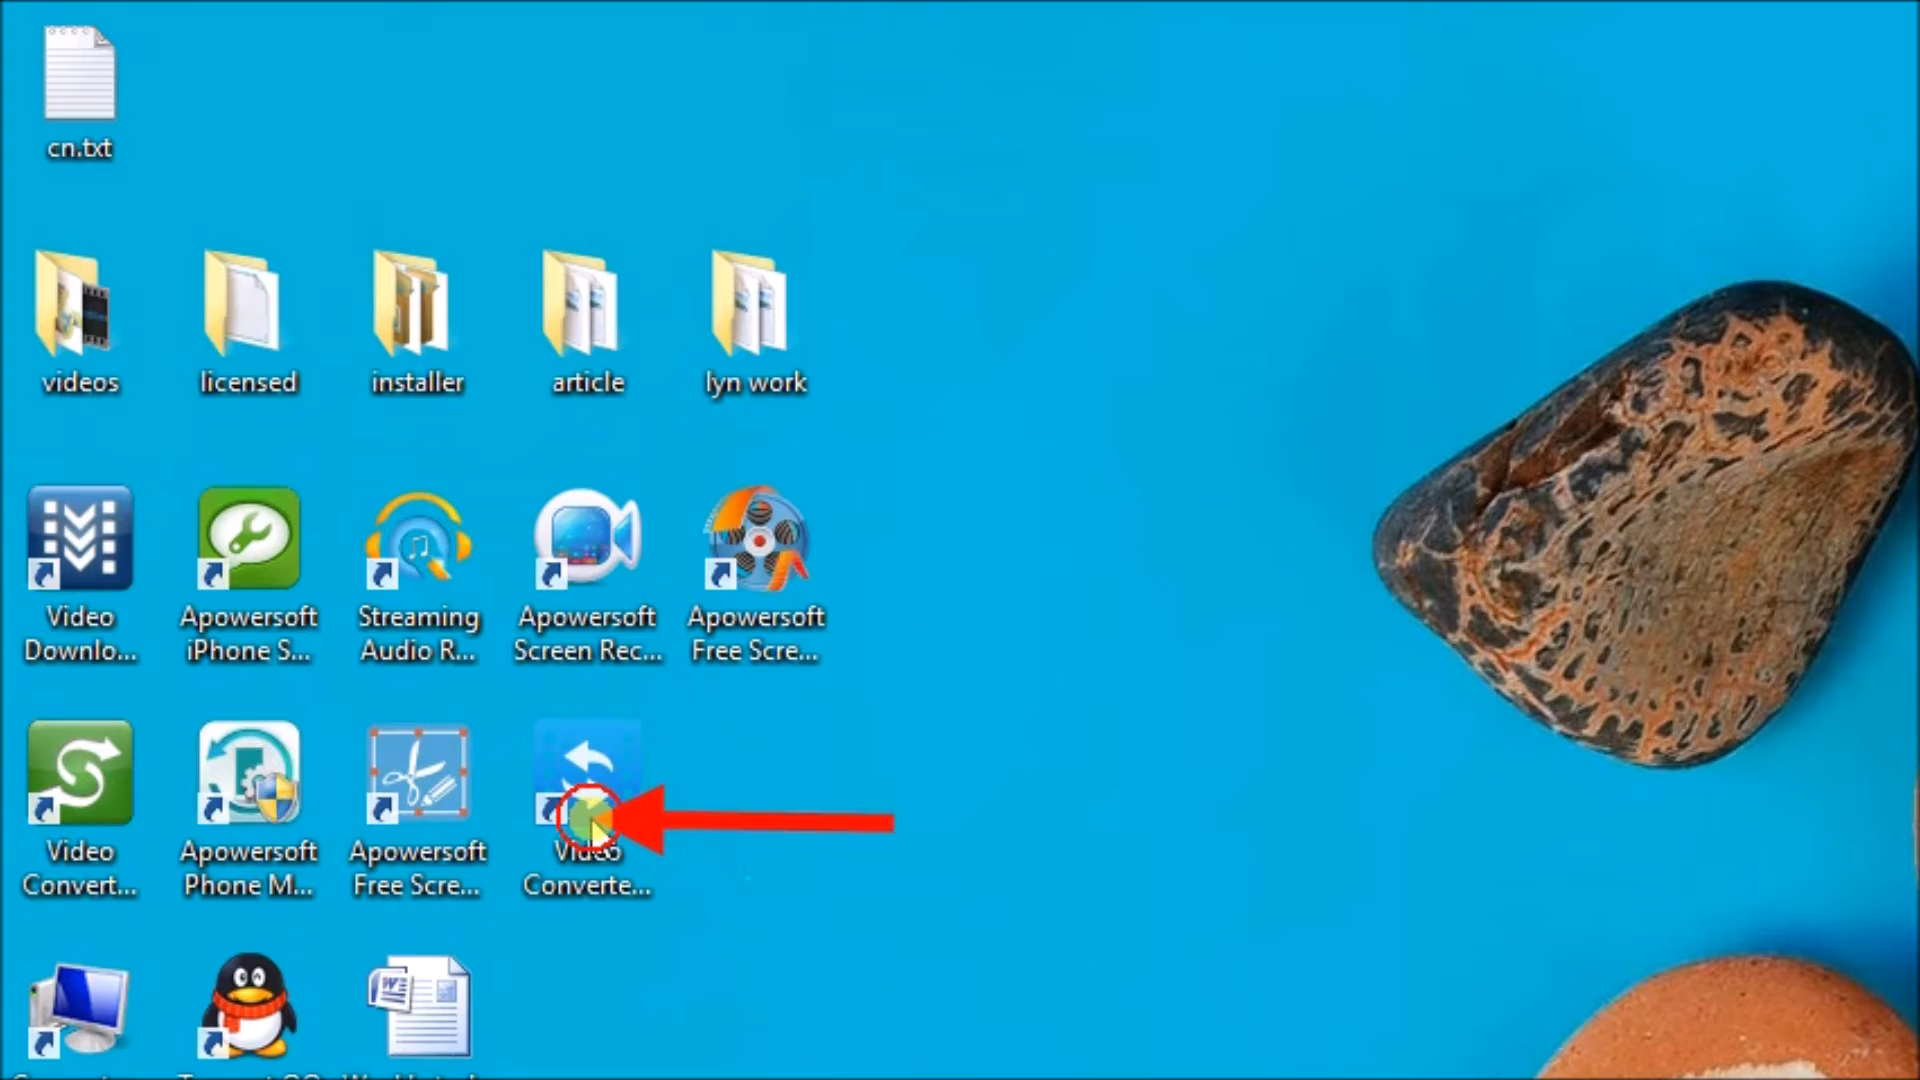 cn.txt
videos
licensed
installer
article
lyn work
Video
Downlo...
Apowersoft
iPhone S...
Streaming
Audio R...
Apowersoft
Screen Rec...
Apowersoft
Free Scre...
Video
Convert...
Apowersoft
Phone M...
Apowersoft
Free Scre...
Video
Converte...